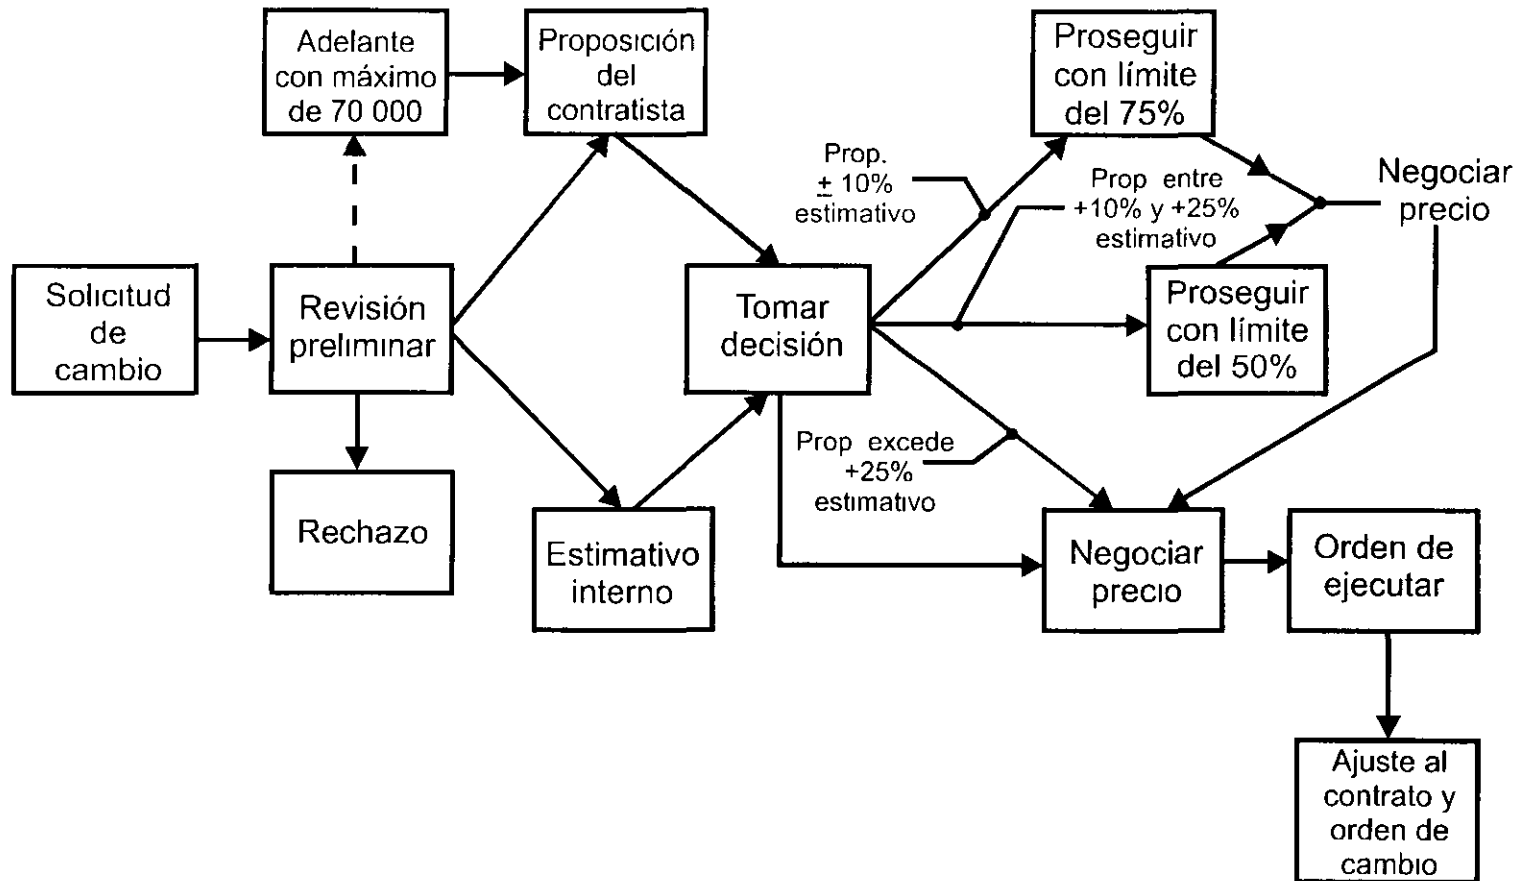 Adelante
con máximo
de 70 000
Proposición
del
contratista
Proseguir
con límite
del 75%
Prop.
± 10%
estimativo
Prop entre
+10% y +25%
estimativo
Negociar
precio
Solicitud
de
cambio
Revisión
preliminar
Tomar
decisión
Proseguir
con límite
del 50%
Prop excede
+25%
estimativo
Rechazo
Estimativo
interno
Negociar
precio
Orden de
ejecutar
Ajuste al
contrato y
orden de
cambio